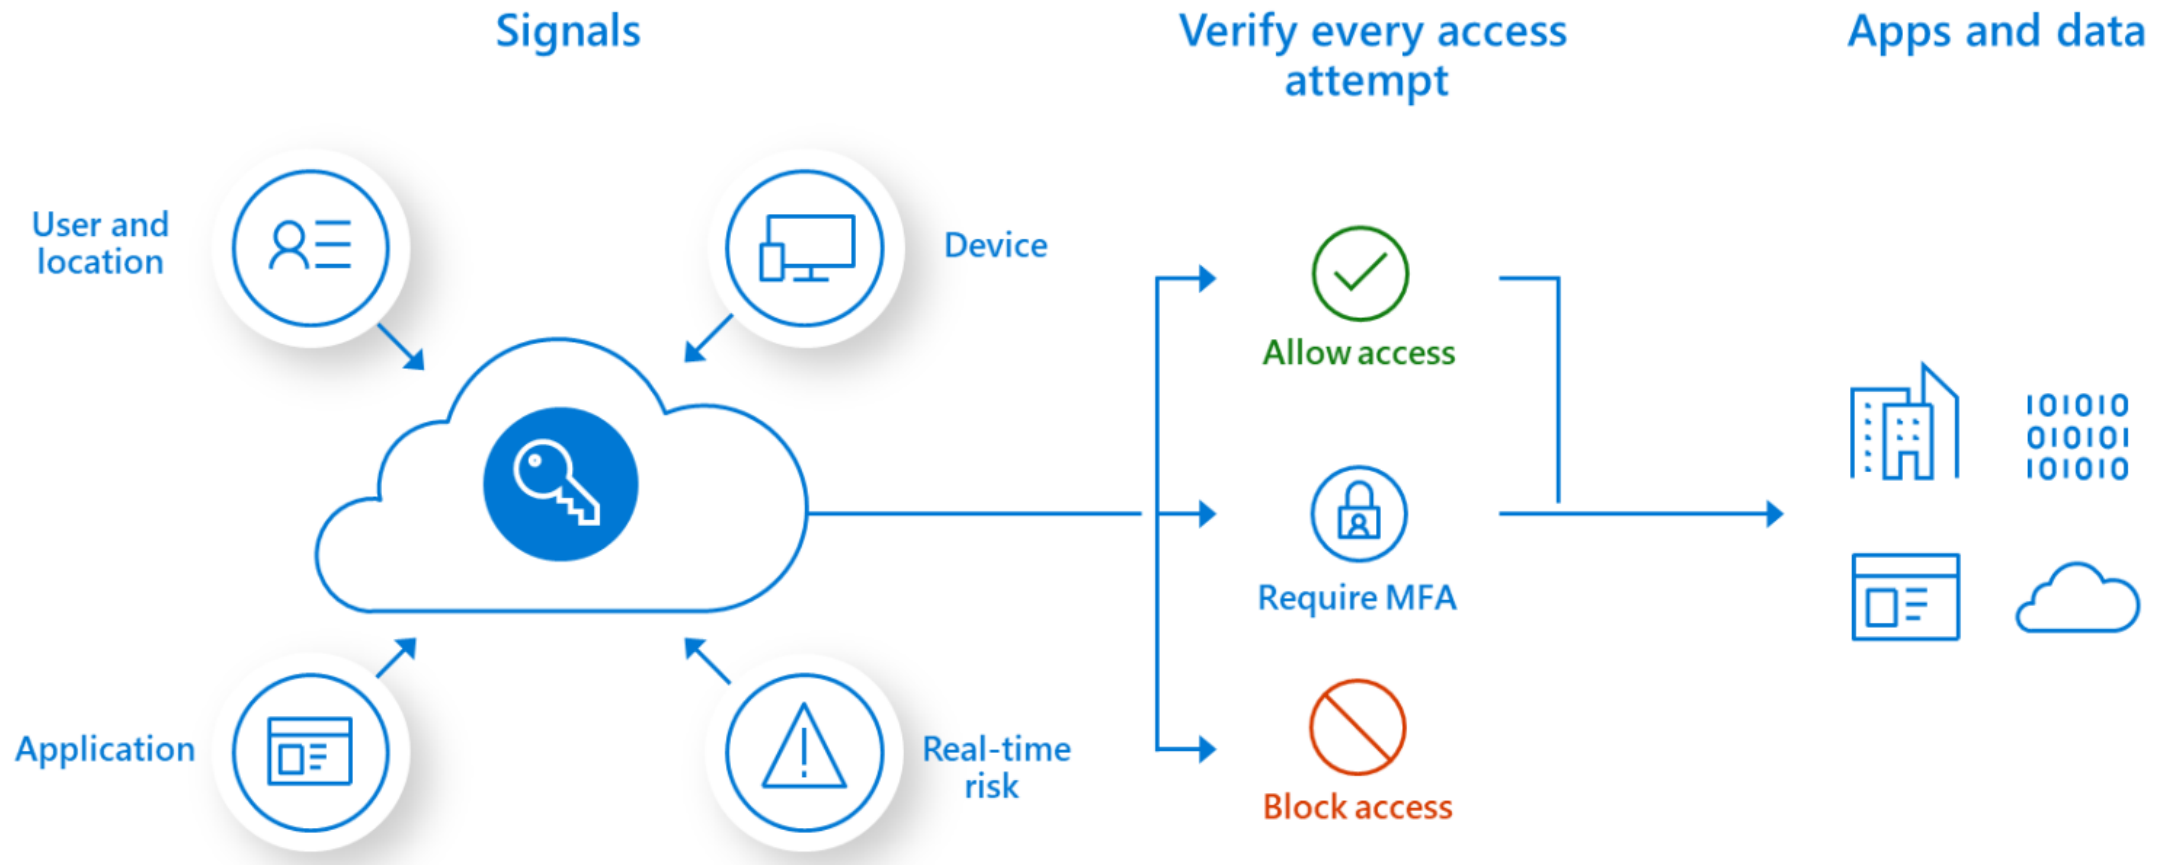 Signals
Verify every access
attempt
Apps and data
User and
location
Device
Allow access
101010
010101
101010
Require MFA
Application
Real-time
risk
Block access